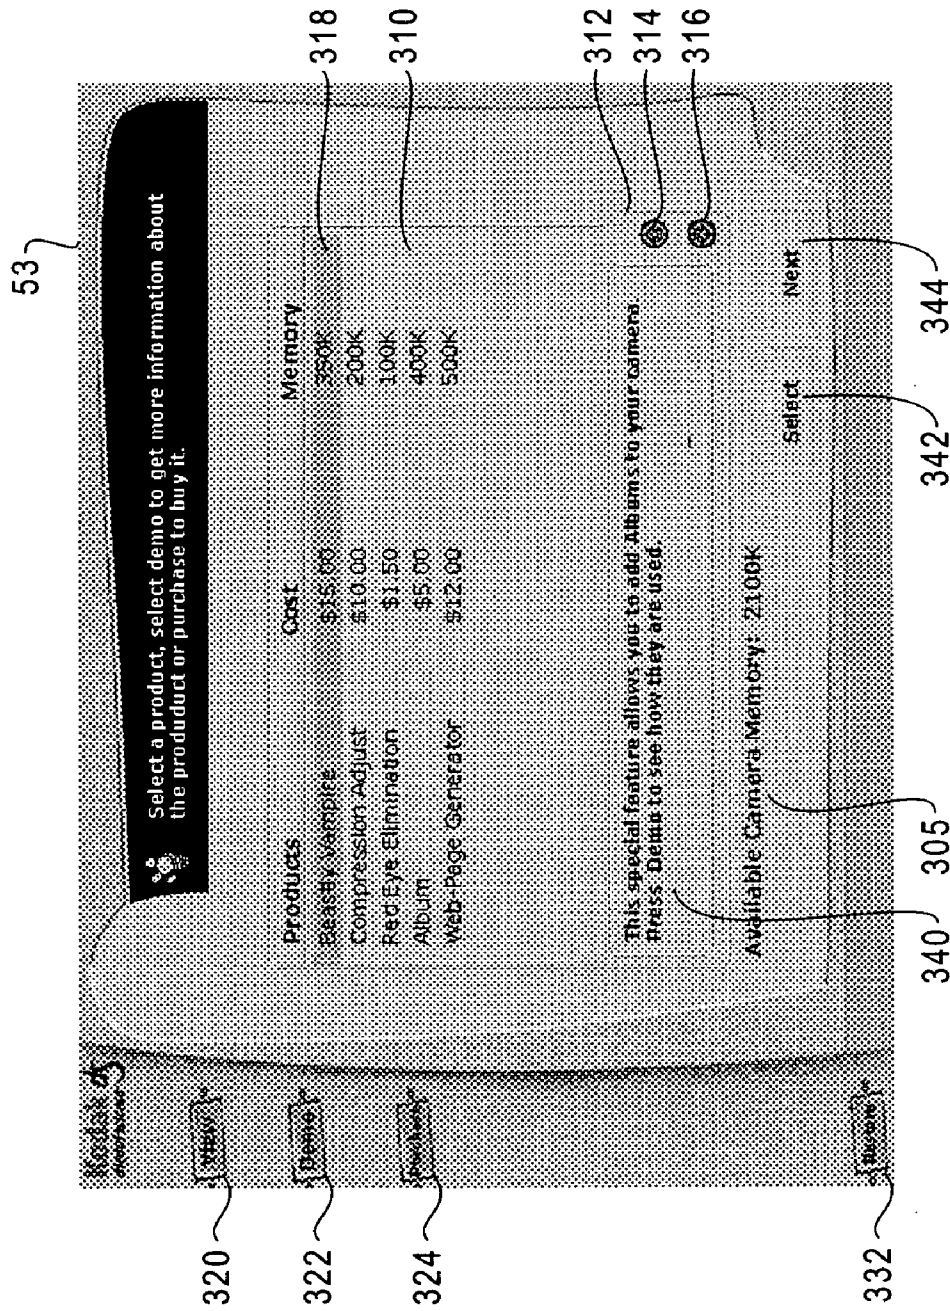 53
Kodak
Select a product, select demo to get more information about
the produduct or purchase to buy it.
320
View
Products Cost Memory
318
Beasty Vampire $15.00 350K
Compression Adjust $10.00 200K
322
Demo
Red Eye Elimination $1.50 100K
310
Album $5.00 400K
324
Purchase
Web-Page Generator $12.00 500K
312
This special feature allows you to add Albums to your camera
314
Press Demo to see how they are used.
316
Available Camera Memory: 2100K
Select Next
332
340 305 342 344